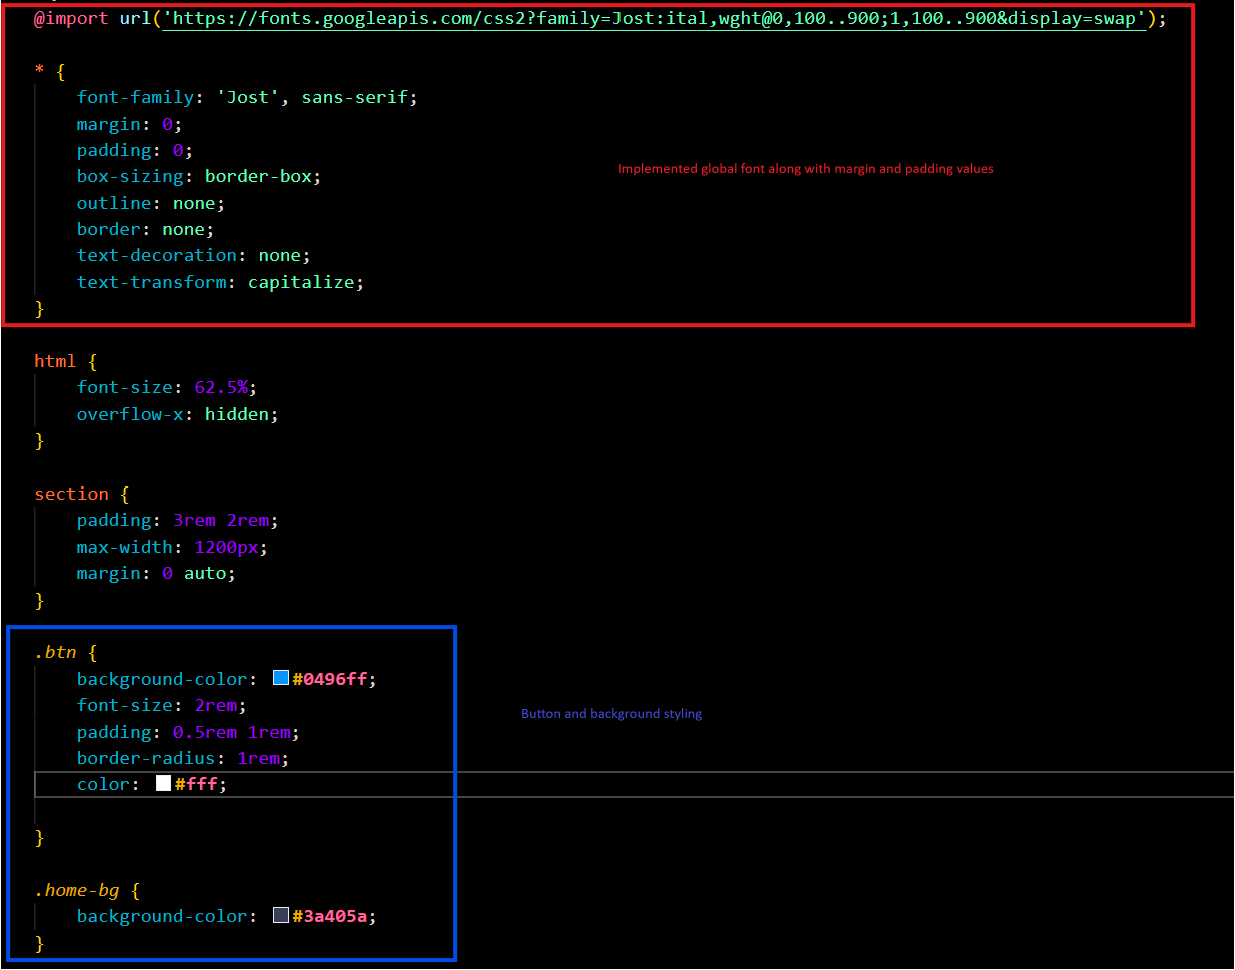 @import url('https://fonts.googleapis.com/css2?family=Jost:ital,wght@0,100..900;1,100..900&display=swap');
* {
font-family: 'Jost', sans-serif;
margin: 0;
padding: 0;
Implemented global font along with margin and padding values
box-sizing: border-box;
outline: none;
border: none;
text-decoration: none;
text-transform: capitalize;
}
html {
font-size: 62.5%;
overflow-x: hidden;
}
section {
padding: 3rem 2rem;
max-width: 1200px;
margin: 0 auto;
}
.btn {
background-color: #0496ff;
font-size: 2rem;
Button and background styling
padding: 0.5rem 1rem;
border-radius: 1rem;
color: #fff;
}
.home-bg {
background-color: #3a405a;
}